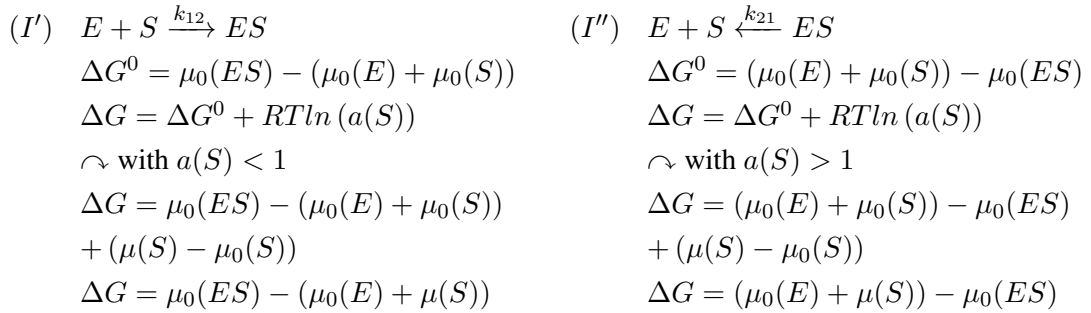 (I′) E + S —k₁₂→ ES
ΔG⁰ = μ₀(ES) − (μ₀(E) + μ₀(S))
ΔG = ΔG⁰ + RTln (a(S))
↷ with a(S) < 1
ΔG = μ₀(ES) − (μ₀(E) + μ₀(S))
+ (μ(S) − μ₀(S))
ΔG = μ₀(ES) − (μ₀(E) + μ(S))
(I″) E + S ←k₂₁— ES
ΔG⁰ = (μ₀(E) + μ₀(S)) − μ₀(ES)
ΔG = ΔG⁰ + RTln (a(S))
↷ with a(S) > 1
ΔG = (μ₀(E) + μ₀(S)) − μ₀(ES)
+ (μ(S) − μ₀(S))
ΔG = (μ₀(E) + μ(S)) − μ₀(ES)